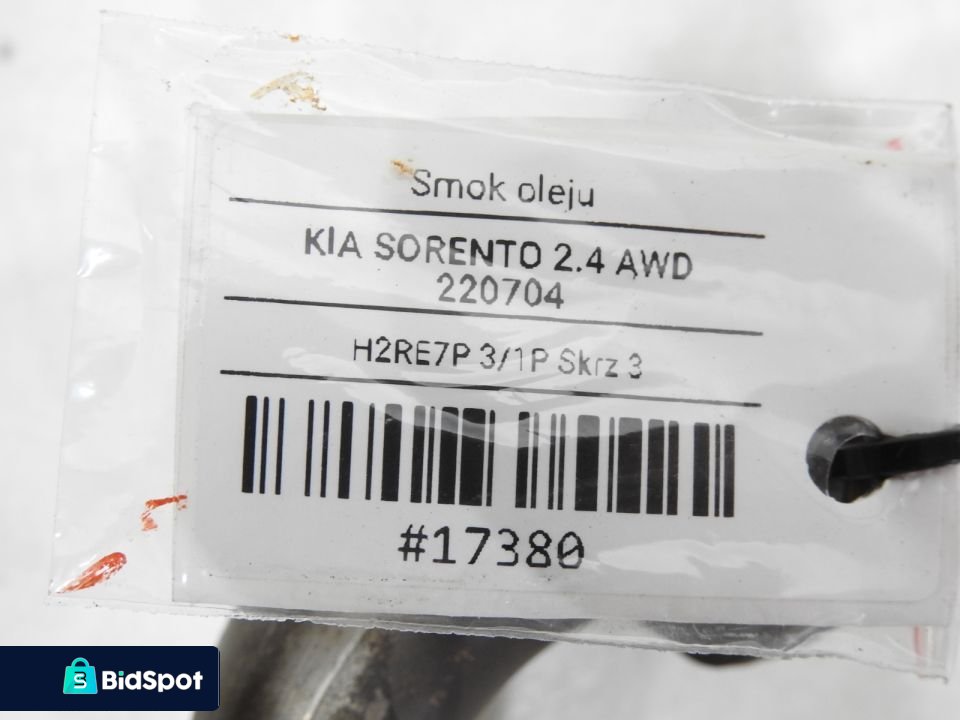 Smok oleju
KIA SORENTO 2.4 AWD
220704
H2RE7P 3/1P Skrz 3
#17380
S BidSpot